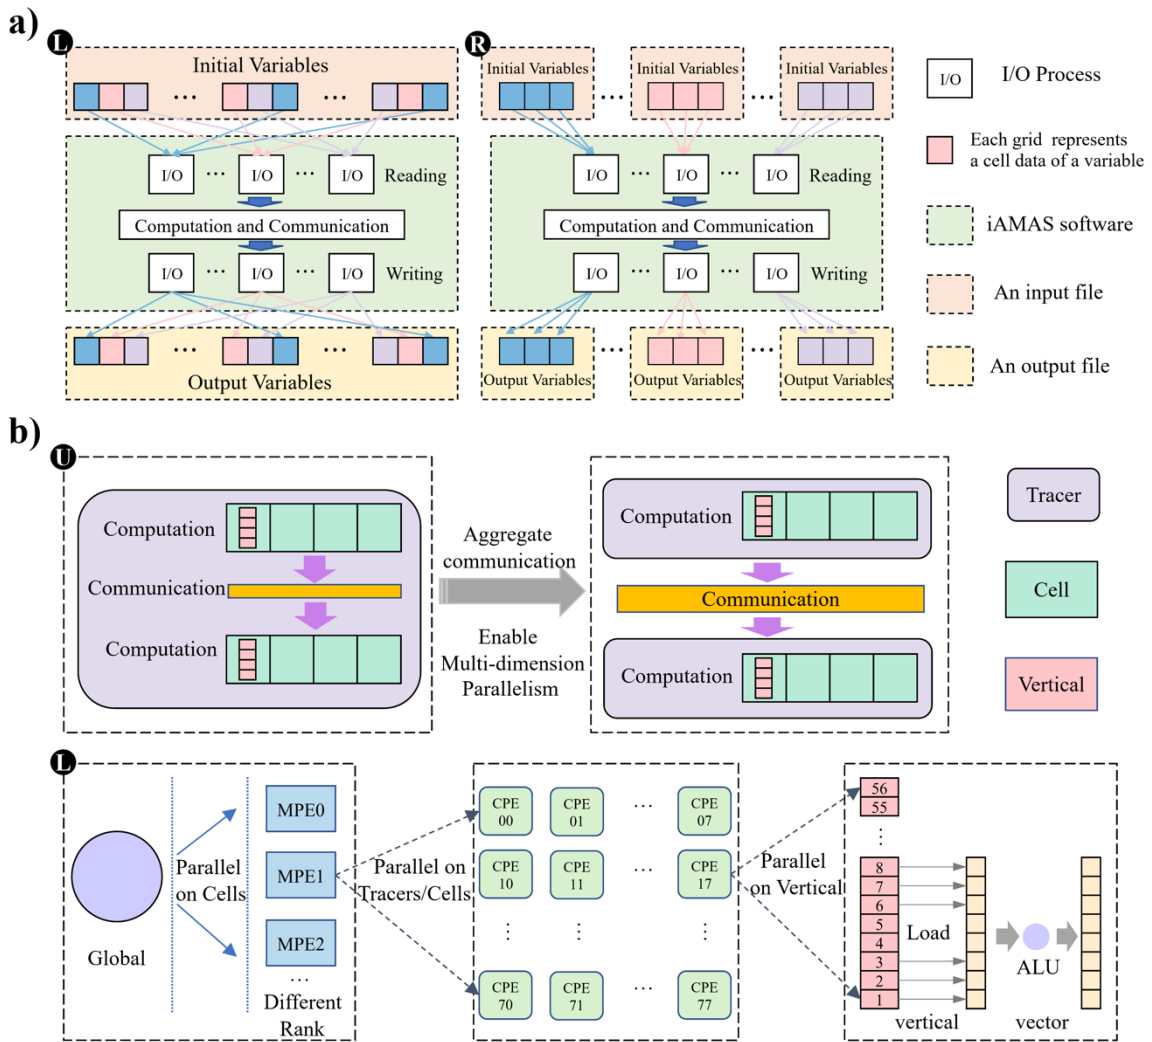 a)
L
Initial Variables
... ... 
I/O ... I/O ... I/O Reading
Computation and Communication
I/O ... I/O ... I/O Writing
... ...
Output Variables
R
Initial Variables ... Initial Variables ... Initial Variables
I/O ... I/O ... I/O Reading
Computation and Communication
I/O ... I/O ... I/O Writing
... ...
Output Variables Output Variables Output Variables
I/O I/O Process
Each grid represents
a cell data of a variable
iAMAS software
An input file
An output file
b)
U
Computation
Communication
Computation
Aggregate
communication
Enable
Multi-dimension
Parallelism
Computation
Communication
Computation
Tracer
Cell
Vertical
L
Global
Parallel
on Cells
MPE0
MPE1
MPE2
...
Different
Rank
Parallel on
Tracers/Cells
CPE 00 CPE 01 ... CPE 07
CPE 10 CPE 11 ... CPE 17
... ... ...
CPE 70 CPE 71 ... CPE 77
Parallel
on Vertical
56
55
...
8
7
6
5
4
3
2
1
Load
ALU
vertical
vector